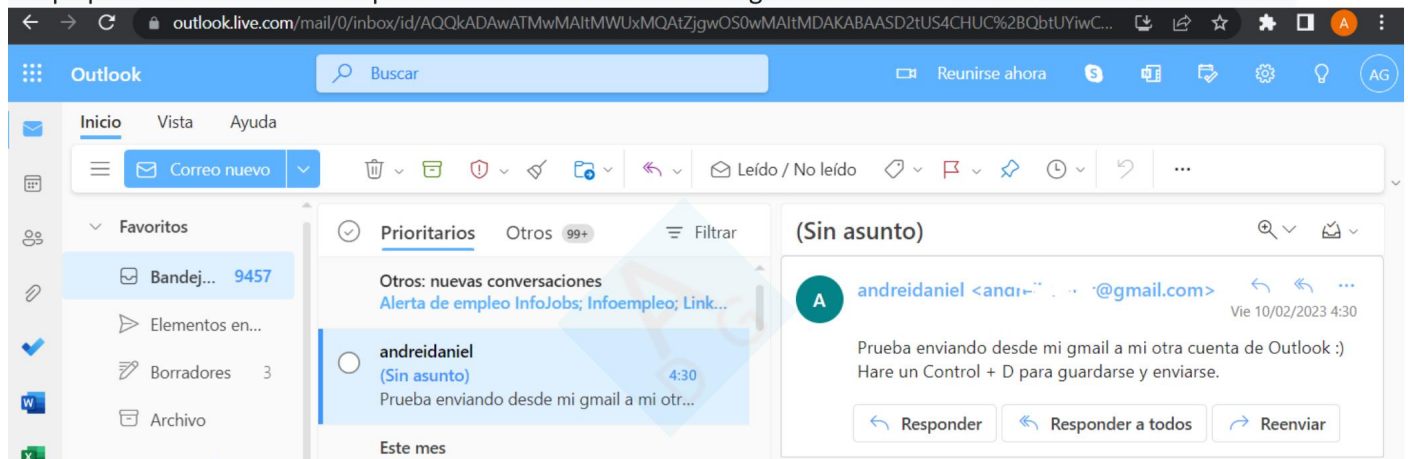 outlook.live.com/mail/0/inbox/id/AQQkADAwATMwMAItMWUxMQAtZjgwOS0wMAItMDAKABAASD2tUS4CHUC%2BQbtUYiwC...
A
Outlook
Buscar
Reunirse ahora
AG
Inicio Vista Ayuda
Correo nuevo
Leído / No leído
Favoritos
Prioritarios Otros 99+ Filtrar
(Sin asunto)
Bandej... 9457
Otros: nuevas conversaciones
Alerta de empleo InfoJobs; Infoempleo; Link...
A
andreidaniel @gmail.com>
Vie 10/02/2023 4:30
Elementos en...
andreidaniel
(Sin asunto) 4:30
Prueba enviando desde mi gmail a mi otr...
Prueba enviando desde mi gmail a mi otra cuenta de Outlook :)
Hare un Control + D para guardarse y enviarse.
Borradores 3
Archivo
Responder Responder a todos Reenviar
Este mes